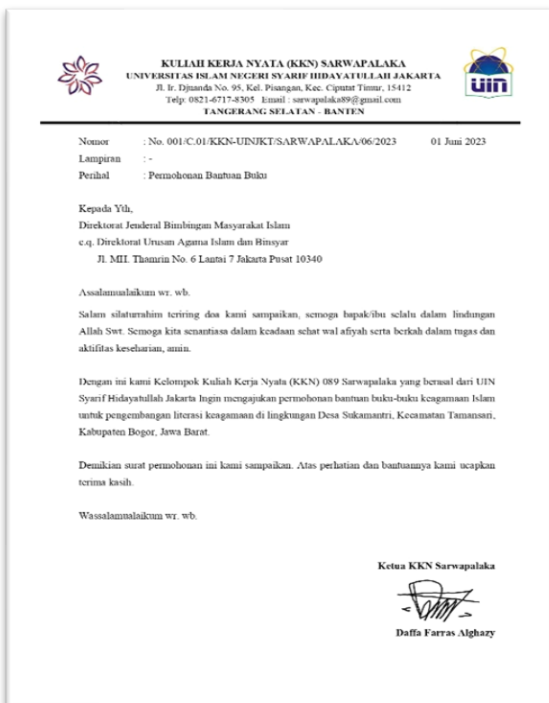 KULIAH KERJA NYATA (KKN) SARWAPALAKA
UNIVERSITAS ISLAM NEGERI SYARIF HIDAYATULLAH JAKARTA
Jl. Ir. Djuanda No. 95, Kel. Pisangan, Kec. Ciputat Timur, 15412
Telp: 0821-6717-8305 Email : sarwapalaka89@gmail.com
TANGERANG SELATAN - BANTEN
uin
Nomor : No. 001/C.01/KKN-UINJKT/SARWAPALAKA/06/2023 01 Juni 2023
Lampiran : -
Perihal : Permohonan Bantuan Buku
Kepada Yth,
Direktorat Jenderal Bimbingan Masyarakat Islam
c.q. Direktorat Urusan Agama Islam dan Binsyar
Jl. MH. Thamrin No. 6 Lantai 7 Jakarta Pusat 10340
Assalamualaikum wr. wb.
Salam silaturrahim teriring doa kami sampaikan, semoga bapak/ibu selalu dalam lindungan
Allah Swt. Semoga kita senantiasa dalam keadaan sehat wal afiyah serta berkah dalam tugas dan
aktifitas keseharian, amin.
Dengan ini kami Kelompok Kuliah Kerja Nyata (KKN) 089 Sarwapalaka yang berasal dari UIN
Syarif Hidayatullah Jakarta Ingin mengajukan permohonan bantuan buku-buku keagamaan Islam
untuk pengembangan literasi keagamaan di lingkungan Desa Sukamantri, Kecamatan Tamansari,
Kabupaten Bogor, Jawa Barat.
Demikian surat permohonan ini kami sampaikan. Atas perhatian dan bantuannya kami ucapkan
terima kasih.
Wassalamualaikum wr. wb.
Ketua KKN Sarwapalaka
Daffa Farras Alghazy